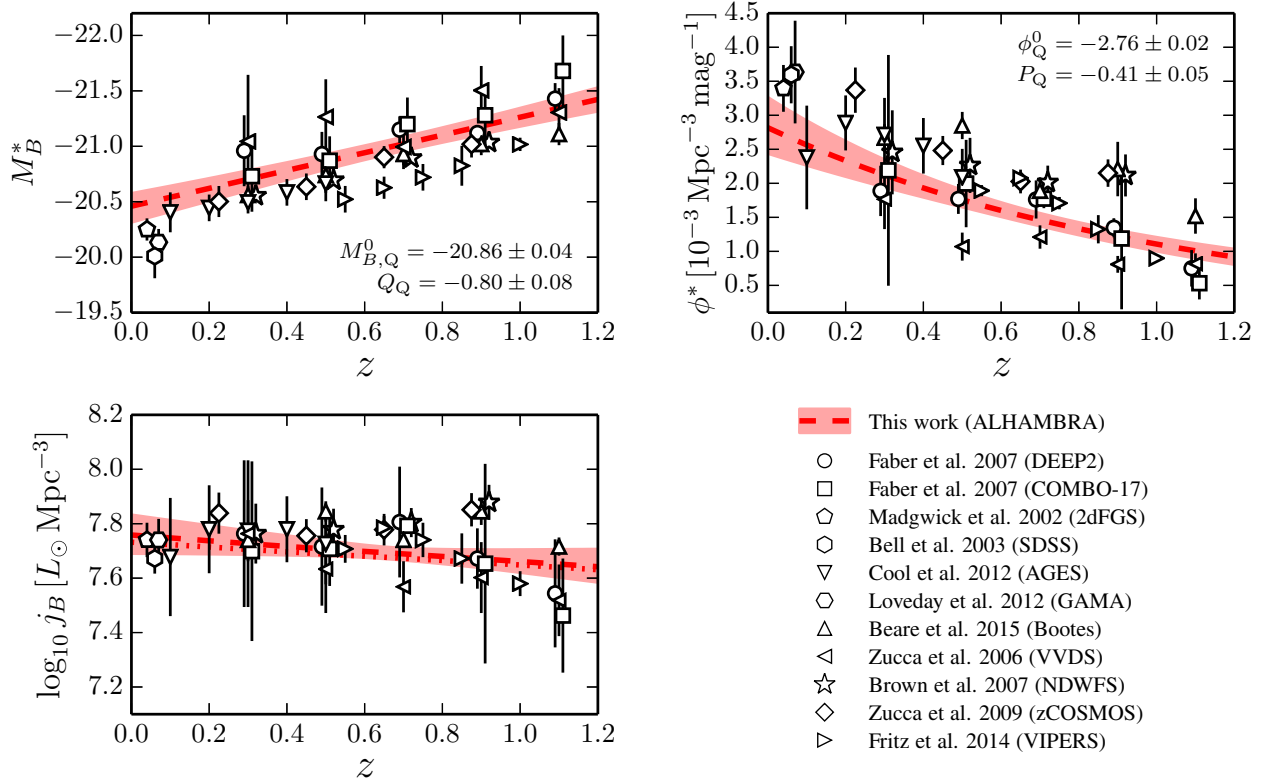 −22.0
−21.5
−21.0
−20.5
−20.0
−19.5
M*_B
M^0_{B,Q} = −20.86 ± 0.04
Q_Q = −0.80 ± 0.08
0.0 0.2 0.4 0.6 0.8 1.0 1.2
z
4.5
4.0
3.5
3.0
2.5
2.0
1.5
1.0
0.5
ϕ* [10⁻³ Mpc⁻³ mag⁻¹]
ϕ^0_Q = −2.76 ± 0.02
P_Q = −0.41 ± 0.05
0.0 0.2 0.4 0.6 0.8 1.0 1.2
z
8.2
8.0
7.8
7.6
7.4
7.2
log₁₀ j_B [L⊙ Mpc⁻³]
0.0 0.2 0.4 0.6 0.8 1.0 1.2
z
This work (ALHAMBRA)
Faber et al. 2007 (DEEP2)
Faber et al. 2007 (COMBO-17)
Madgwick et al. 2002 (2dFGS)
Bell et al. 2003 (SDSS)
Cool et al. 2012 (AGES)
Loveday et al. 2012 (GAMA)
Beare et al. 2015 (Bootes)
Zucca et al. 2006 (VVDS)
Brown et al. 2007 (NDWFS)
Zucca et al. 2009 (zCOSMOS)
Fritz et al. 2014 (VIPERS)